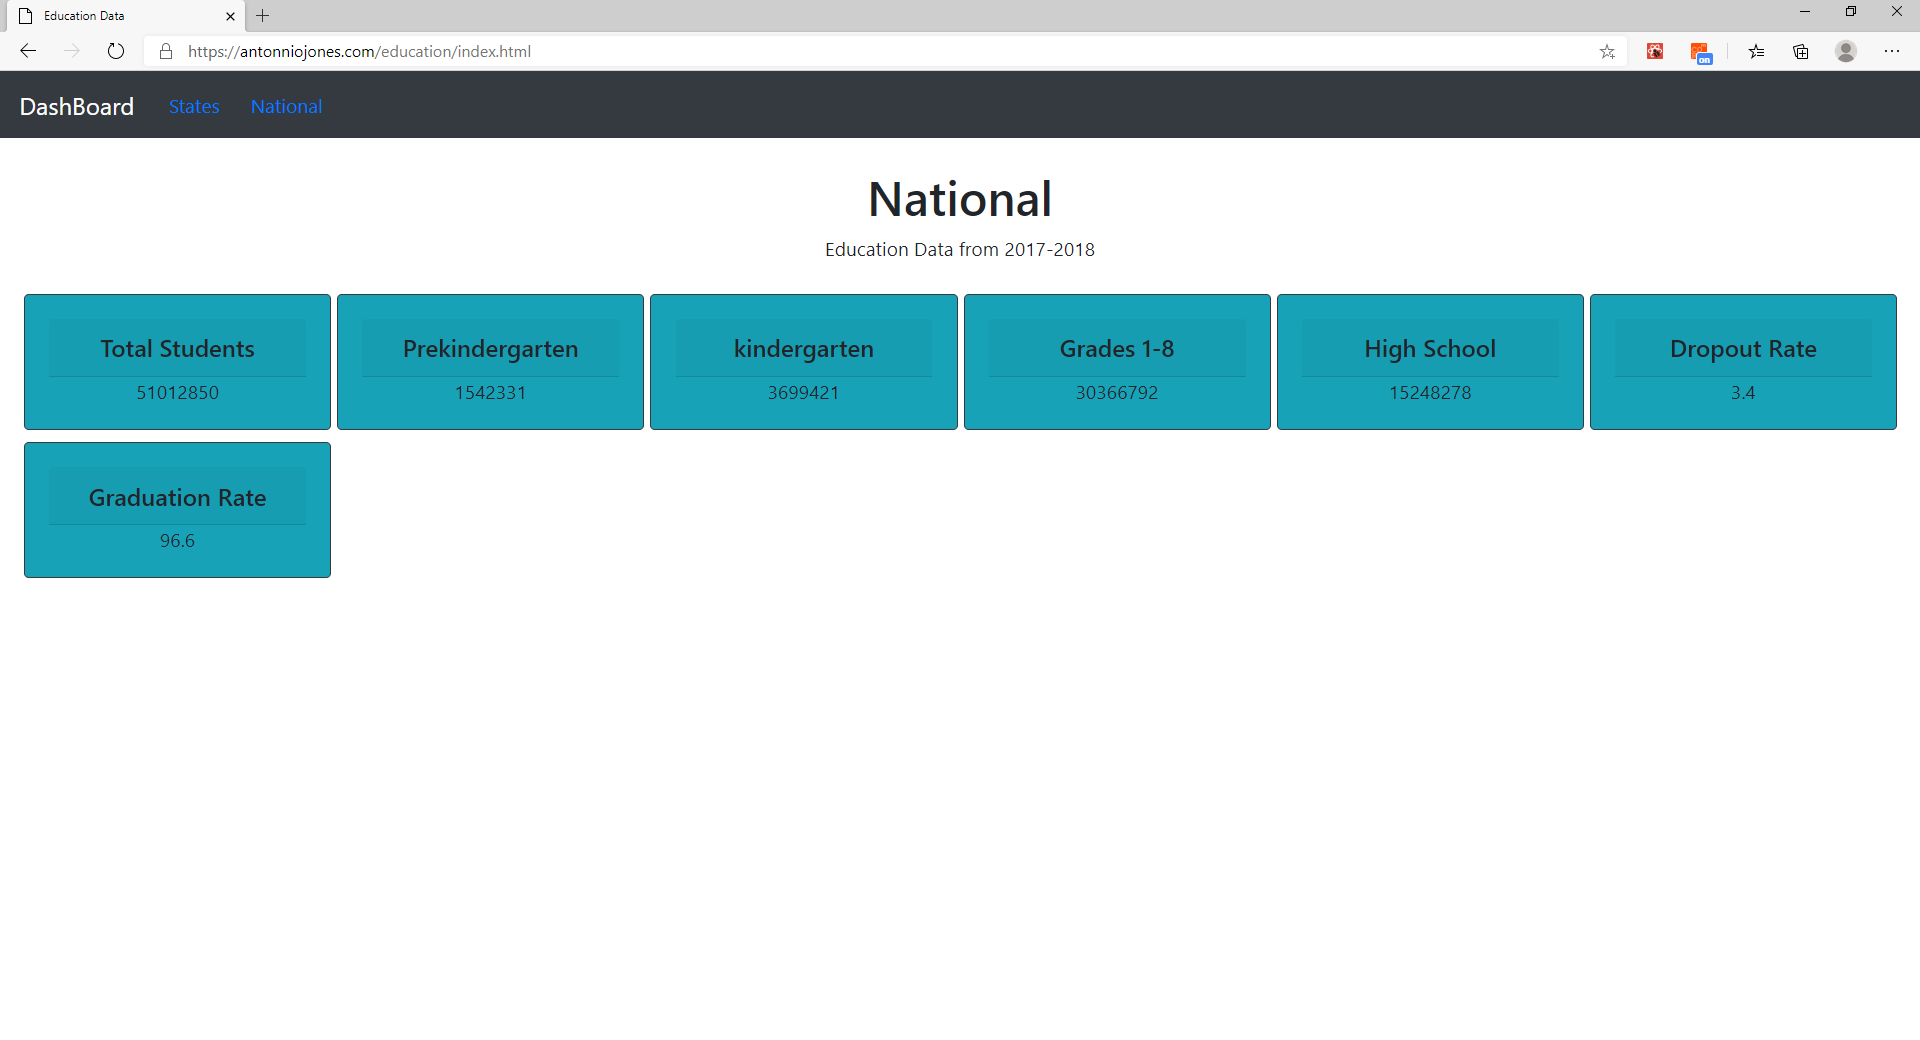 Education Data
https://antonniojones.com/education/index.html
on
DashBoard States National
National
Education Data from 2017-2018
Total Students
51012850
Prekindergarten
1542331
kindergarten
3699421
Grades 1-8
30366792
High School
15248278
Dropout Rate
3.4
Graduation Rate
96.6